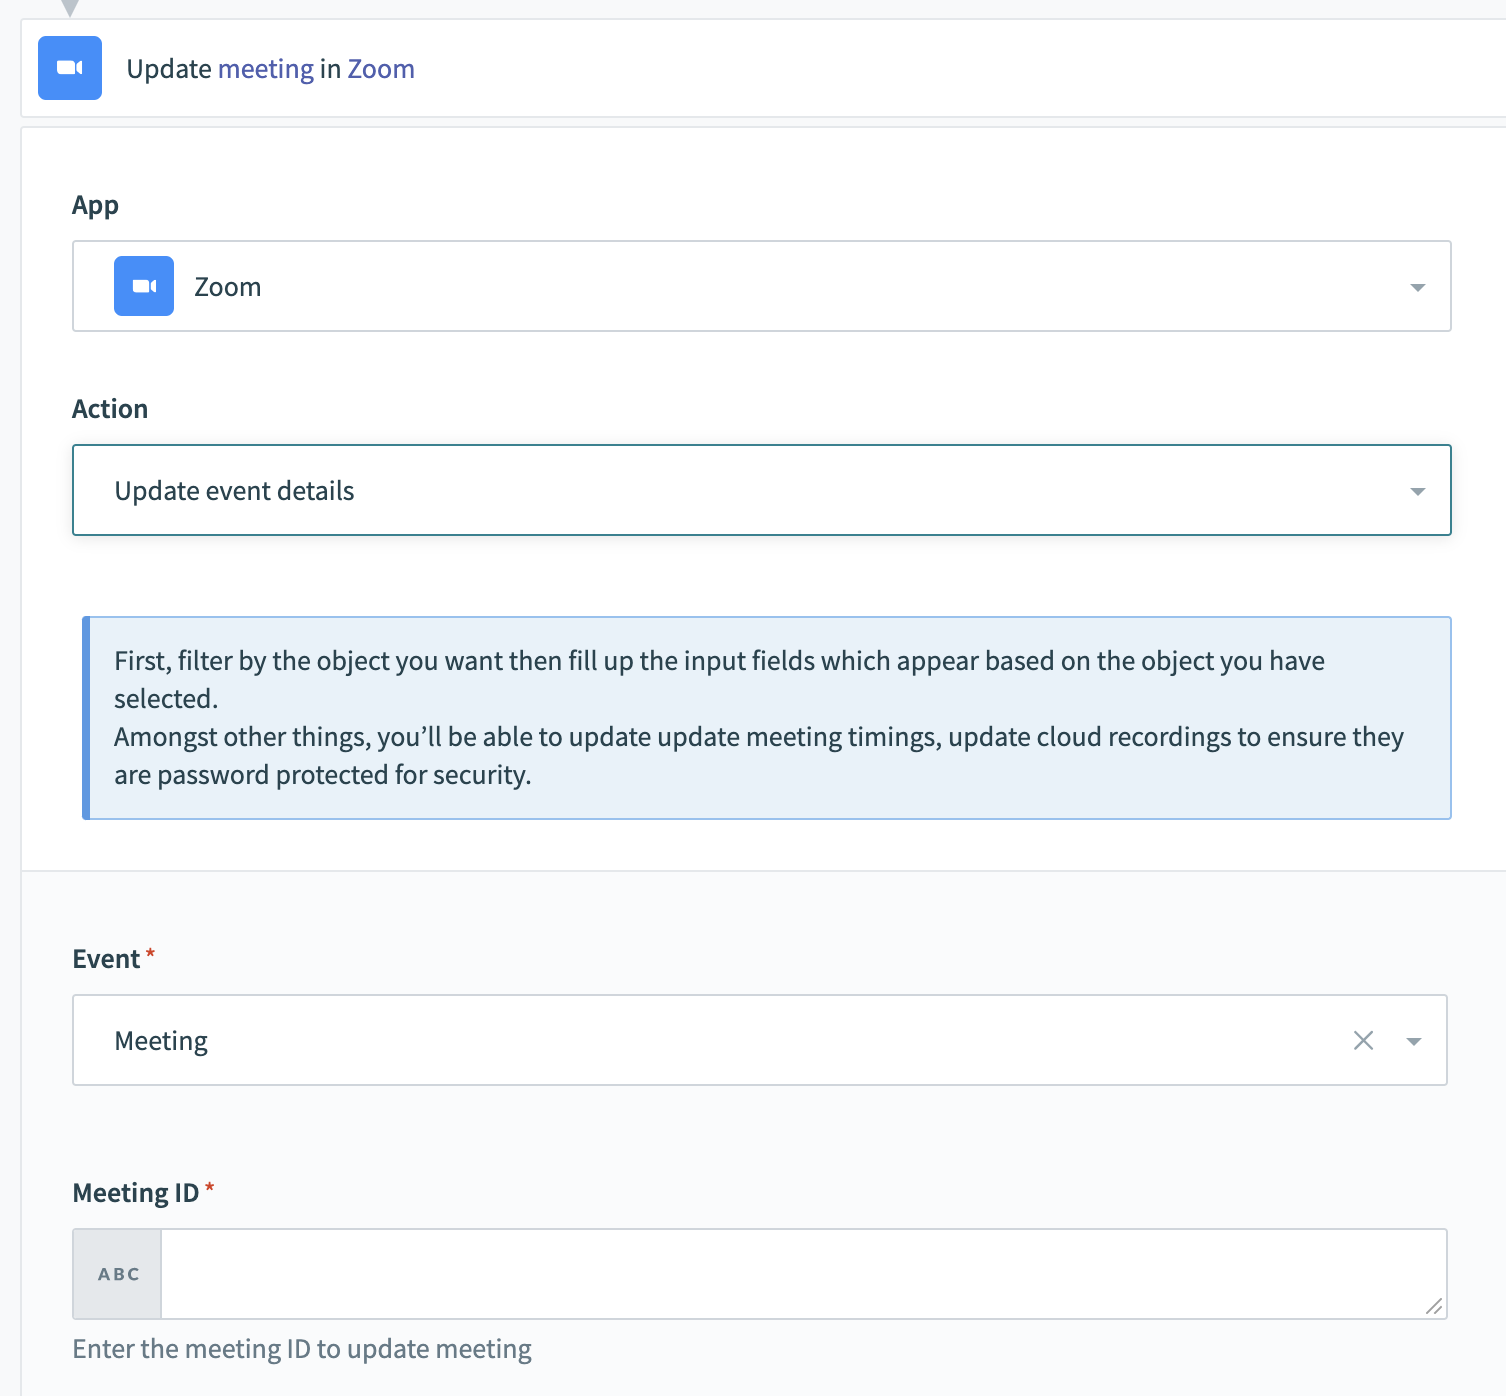 Update meeting in Zoom
App
Zoom
Action
Update event details
First, filter by the object you want then fill up the input fields which appear based on the object you have
selected.
Amongst other things, you’ll be able to update update meeting timings, update cloud recordings to ensure they
are password protected for security.
Event *
Meeting
Meeting ID *
ABC
Enter the meeting ID to update meeting